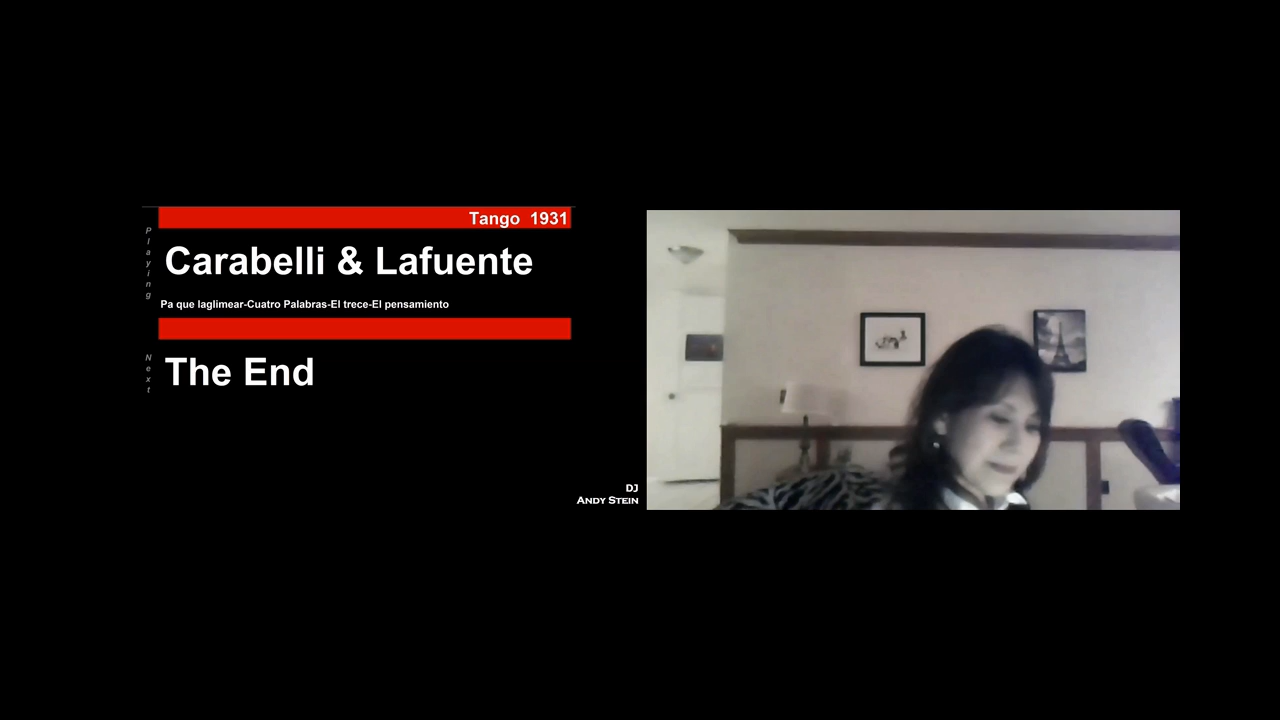 Tango 1931
Playing
Carabelli & Lafuente
Pa que laglimear-Cuatro Palabras-El trece-El pensamiento
Next
The End
DJ
Andy Stein